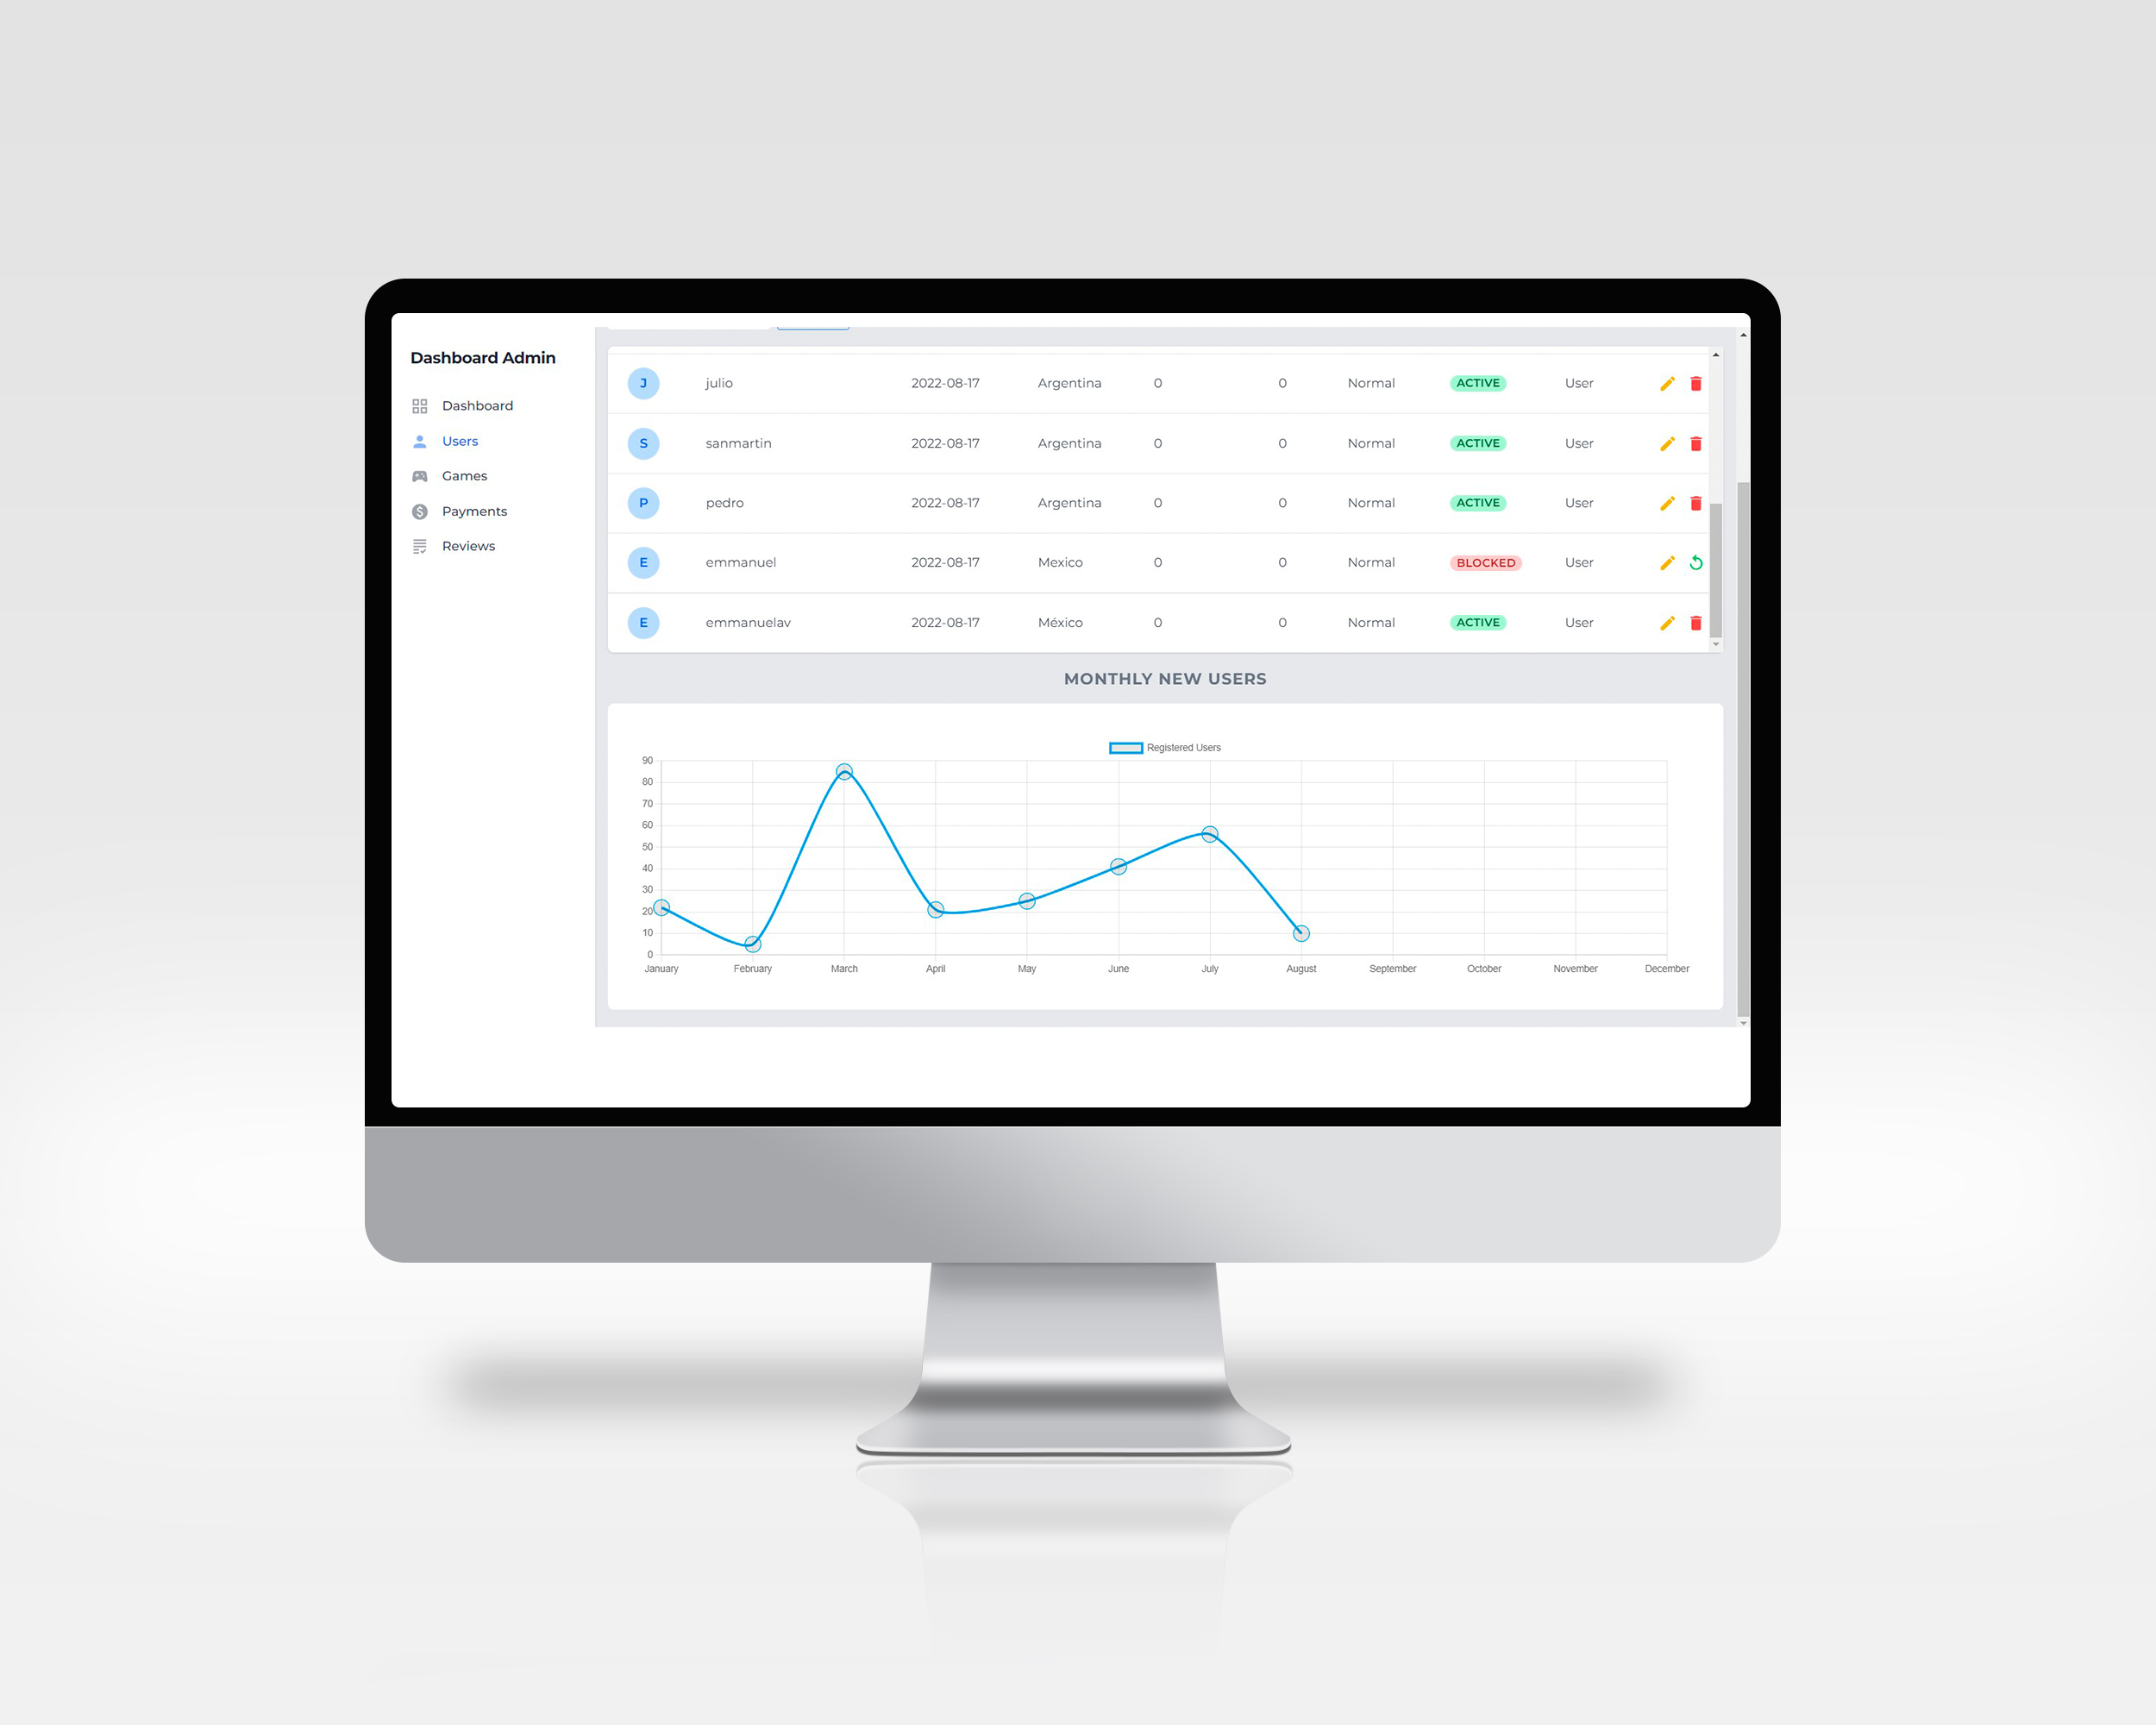 Dashboard Admin
Dashboard
Users
Games
Payments
Reviews
J julio 2022-08-17 Argentina 0 0 Normal ACTIVE User
S sanmartin 2022-08-17 Argentina 0 0 Normal ACTIVE User
P pedro 2022-08-17 Argentina 0 0 Normal ACTIVE User
E emmanuel 2022-08-17 Mexico 0 0 Normal BLOCKED User
E emmanuelav 2022-08-17 México 0 0 Normal ACTIVE User
MONTHLY NEW USERS
Registered Users
90
80
70
60
50
40
30
20
10
0
January February March April May June July August September October November December